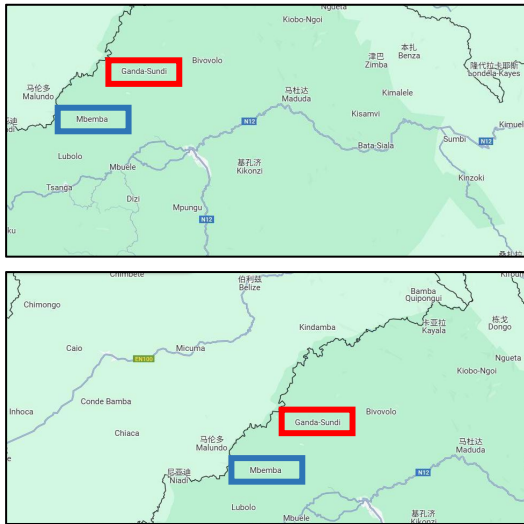 Ngueta
Kiobo-Ngoi
本扎
Benza
津巴
Zimba
隆代拉卡耶斯
Londela-Kayes
Bivovolo
Ganda-Sundi
马伦多
Malundo
马杜达
Maduda
Kimalele
Kisamvi
Mbemba
N12
Kimuel
Sumbi
N12
Bata-Siala
Lubolo
Mbuele
基孔济
Kikonzi
Tsanga
Kinzoki
Dizi
Mpungu
N12
ku
Chimbete
伯利兹
Belize
Bamba
Quipongui
Chimongo
Kindamba
卡亚拉
Kayala
栋戈
Dongo
Caio
Micuma
EN100
Ngueta
Kiobo-Ngoi
Inhoca
Conde Bamba
Bivovolo
Ganda-Sundi
Chiaca
马伦多
Malundo
马杜达
Maduda
尼亚迪
Niadi
Mbemba
N12
Lubolo
Mbuele
基孔济
Kikonzi